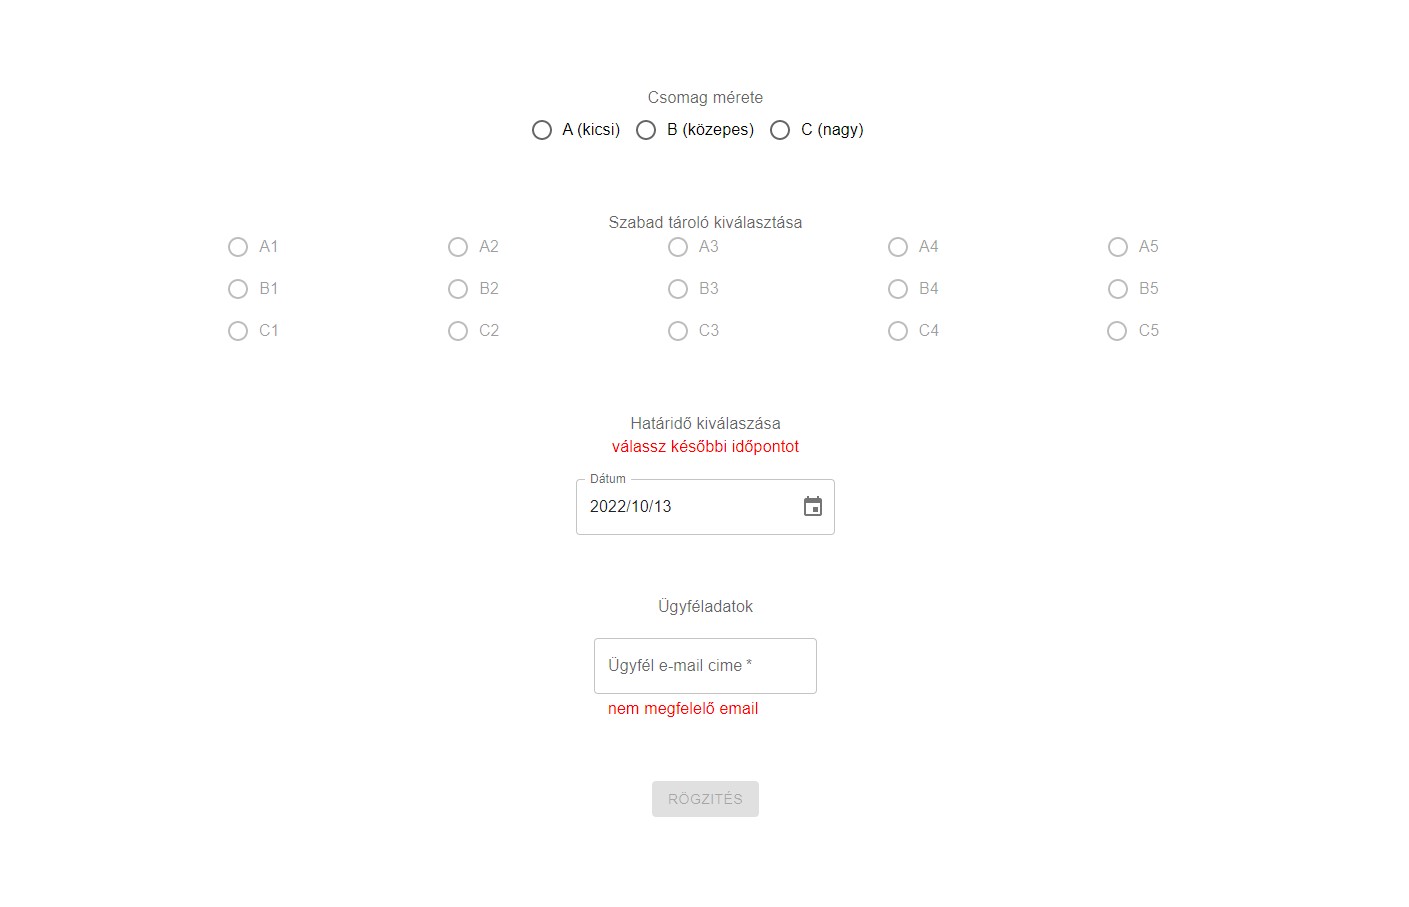 Csomag mérete
A (kicsi) B (közepes) C (nagy)
Szabad tároló kiválasztása
A1 A2 A3 A4 A5
B1 B2 B3 B4 B5
C1 C2 C3 C4 C5
Határidő kiválaszása
válassz későbbi időpontot
Dátum
2022/10/13
Ügyféladatok
Ügyfél e-mail cime *
nem megfelelő email
RÖGZITÉS